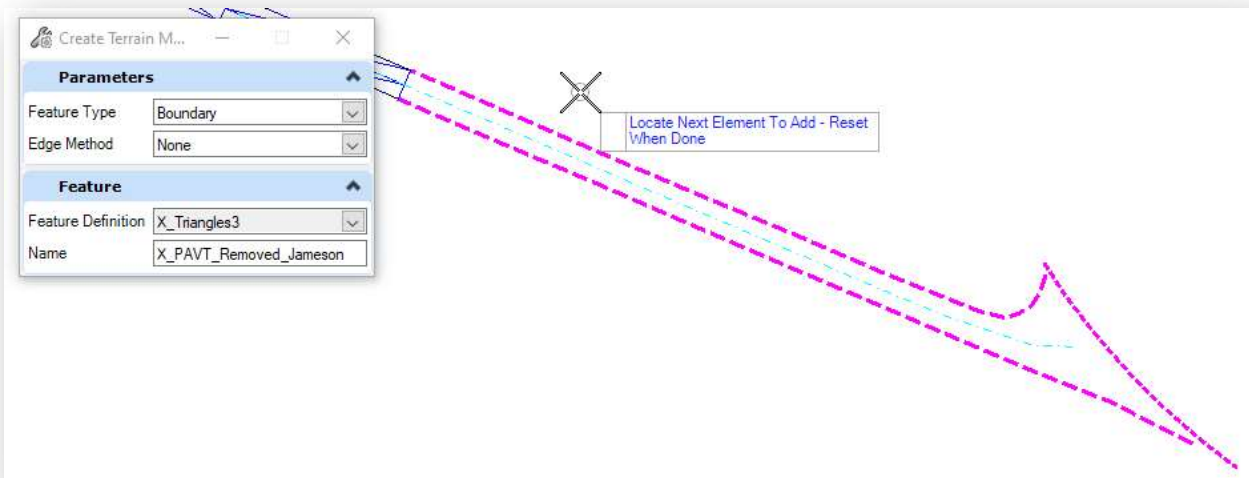 Create Terrain M...
Parameters
Feature Type Boundary
Edge Method None
Feature
Feature Definition X_Triangles3
Name X_PAVT_Removed_Jameson
Locate Next Element To Add - Reset
When Done